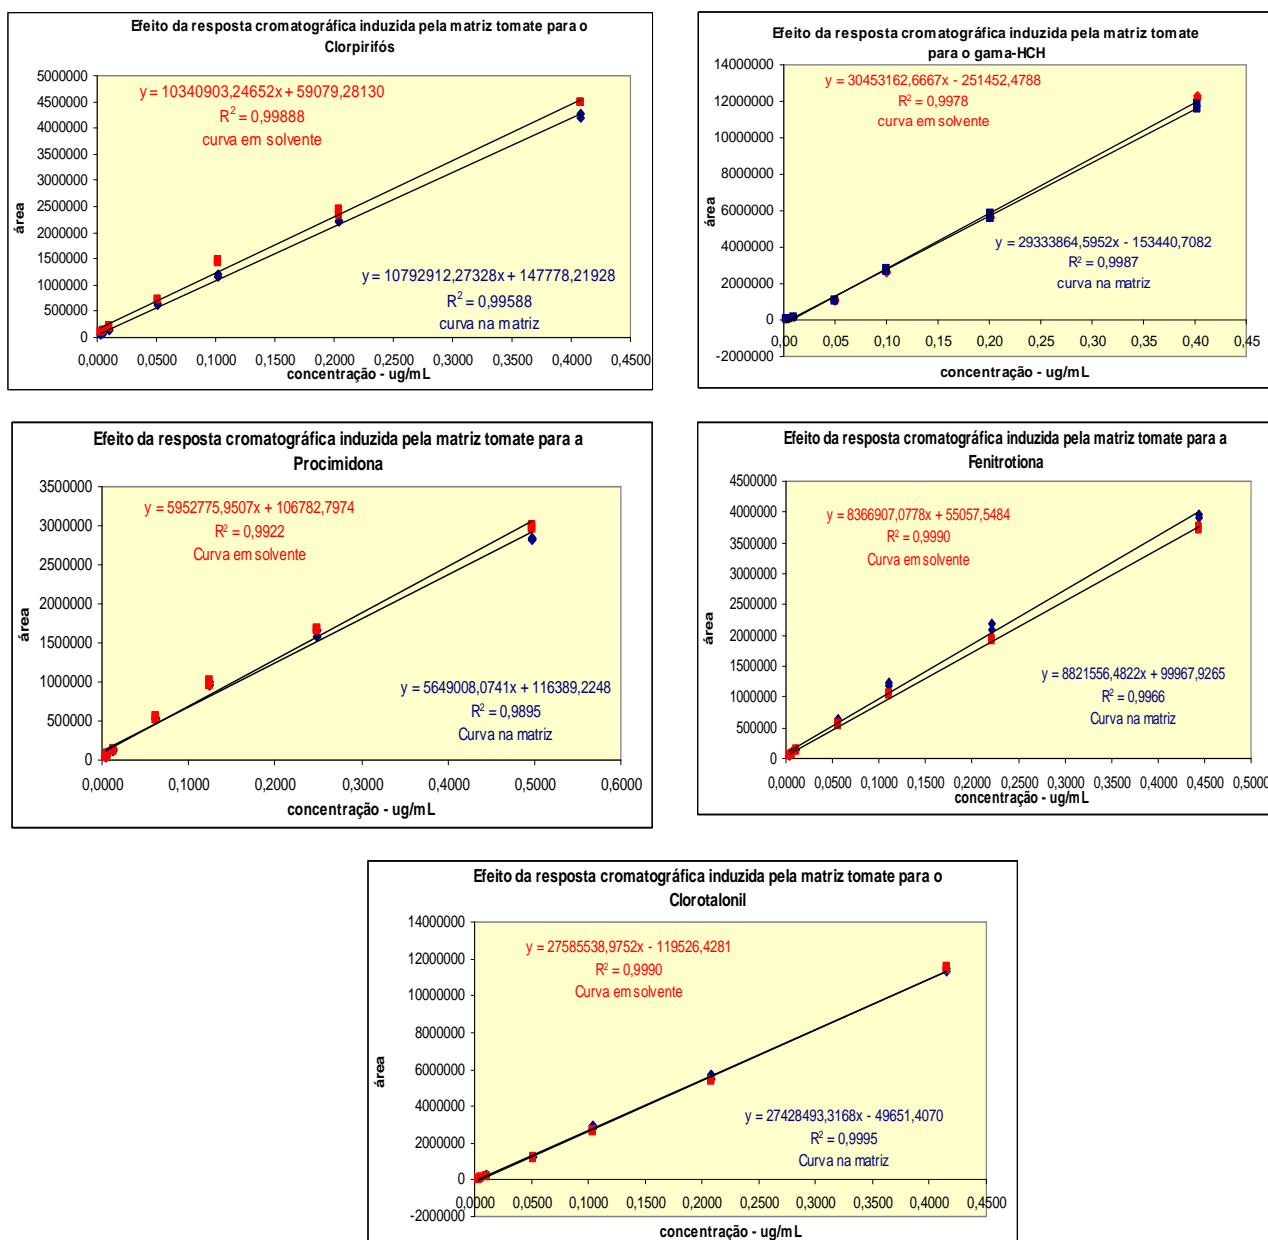 Efeito da resposta cromatográfica induzida pela matriz tomate para o
Clorpirifós
5000000
4500000
4000000
3500000
3000000
2500000
2000000
1500000
1000000
500000
0
área
y = 10340903,24652x + 59079,28130
R² = 0,99888
curva em solvente
y = 10792912,27328x + 147778,21928
R² = 0,99588
curva na matriz
0,0000 0,0500 0,1000 0,1500 0,2000 0,2500 0,3000 0,3500 0,4000 0,4500
concentração - ug/mL
Efeito da resposta cromatográfica induzida pela matriz tomate
para o gama-HCH
14000000
12000000
10000000
8000000
6000000
4000000
2000000
0
-2000000
área
y = 30453162,6667x - 251452,4788
R² = 0,9978
curva em solvente
y = 29333864,5952x - 153440,7082
R² = 0,9987
curva na matriz
0,00 0,05 0,10 0,15 0,20 0,25 0,30 0,35 0,40 0,45
concentração - ug/mL
Efeito da resposta cromatográfica induzida pela matriz tomate para a
Procimidona
3500000
3000000
2500000
2000000
1500000
1000000
500000
0
área
y = 5952775,9507x + 106782,7974
R² = 0,9922
Curva em solvente
y = 5649008,0741x + 116389,2248
R² = 0,9895
Curva na matriz
0,0000 0,1000 0,2000 0,3000 0,4000 0,5000 0,6000
concentração - ug/mL
Efeito da resposta cromatográfica induzida pela matriz tomate para a
Fenitrotiona
4500000
4000000
3500000
3000000
2500000
2000000
1500000
1000000
500000
0
área
y = 8366907,0778x + 55057,5484
R² = 0,9990
Curva em solvente
y = 8821556,4822x + 99967,9265
R² = 0,9966
Curva na matriz
0,0000 0,0500 0,1000 0,1500 0,2000 0,2500 0,3000 0,3500 0,4000 0,4500 0,5000
concentração - ug/mL
Efeito da resposta cromatográfica induzida pela matriz tomate para o
Clorotalonil
14000000
12000000
10000000
8000000
6000000
4000000
2000000
0
-2000000
área
y = 27585538,9752x - 119526,4281
R² = 0,9990
Curva em solvente
y = 27428493,3168x - 49651,4070
R² = 0,9995
Curva na matriz
0,0000 0,0500 0,1000 0,1500 0,2000 0,2500 0,3000 0,3500 0,4000 0,4500
concentração - ug/mL